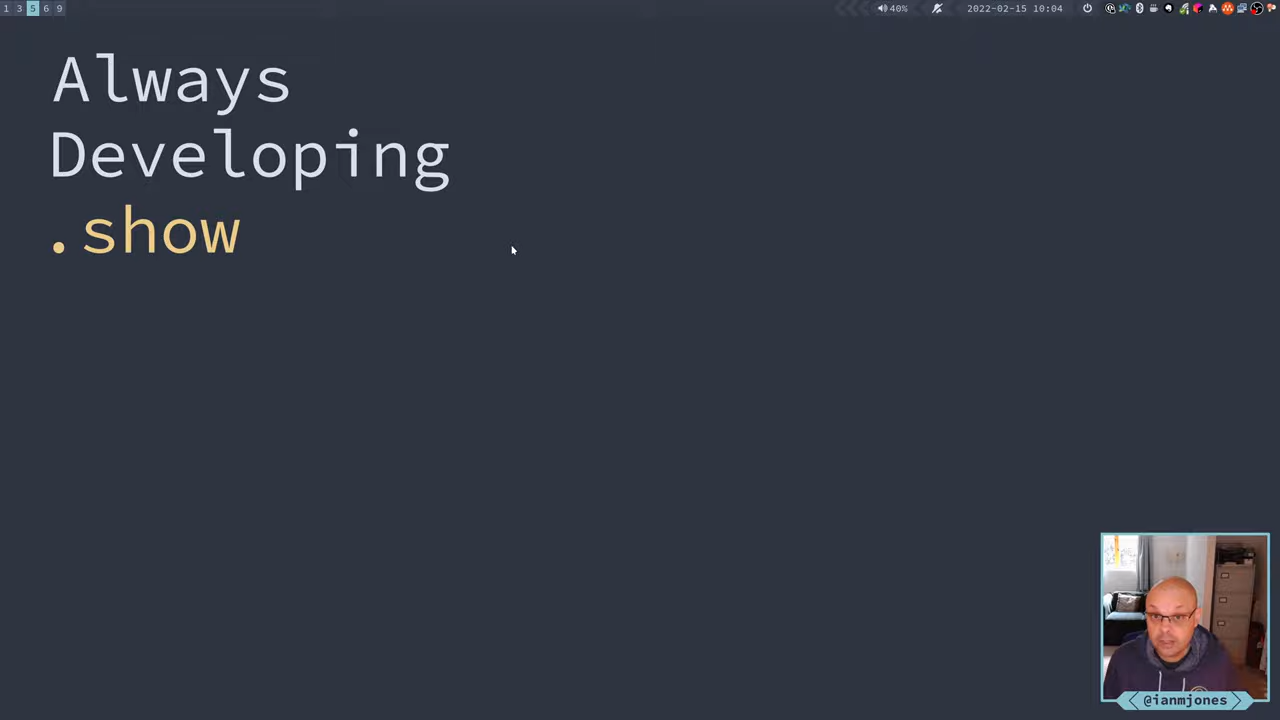 1 3 5 6 9
40%
2022-02-15 10:04
Always
Developing
.show
@ianmjones